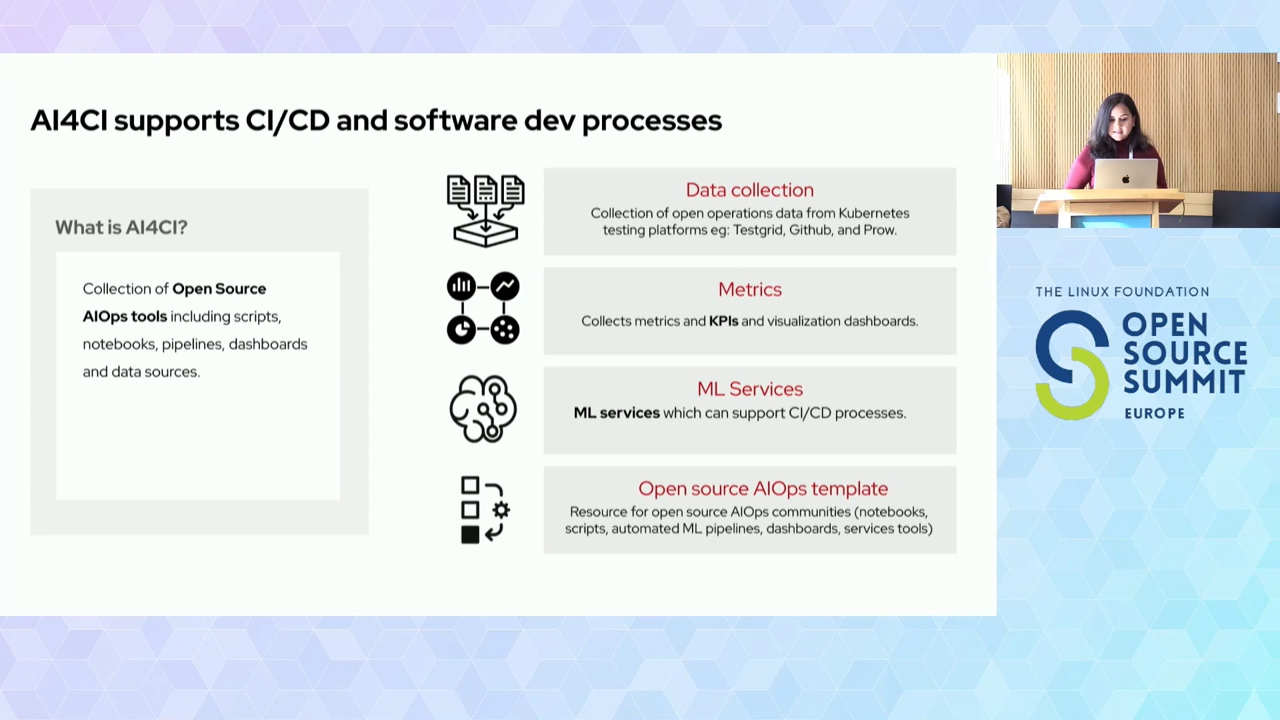 AI4CI supports CI/CD and software dev processes
What is AI4CI?
Collection of Open Source
AIOps tools including scripts,
notebooks, pipelines, dashboards
and data sources.
Data collection
Collection of open operations data from Kubernetes
testing platforms eg: Testgrid, Github, and Prow.
Metrics
Collects metrics and KPIs and visualization dashboards.
ML Services
ML services which can support CI/CD processes.
Open source AIOps template
Resource for open source AIOps communities (notebooks,
scripts, automated ML pipelines, dashboards, services tools)
THE LINUX FOUNDATION
OPEN
SOURCE
SUMMIT
EUROPE